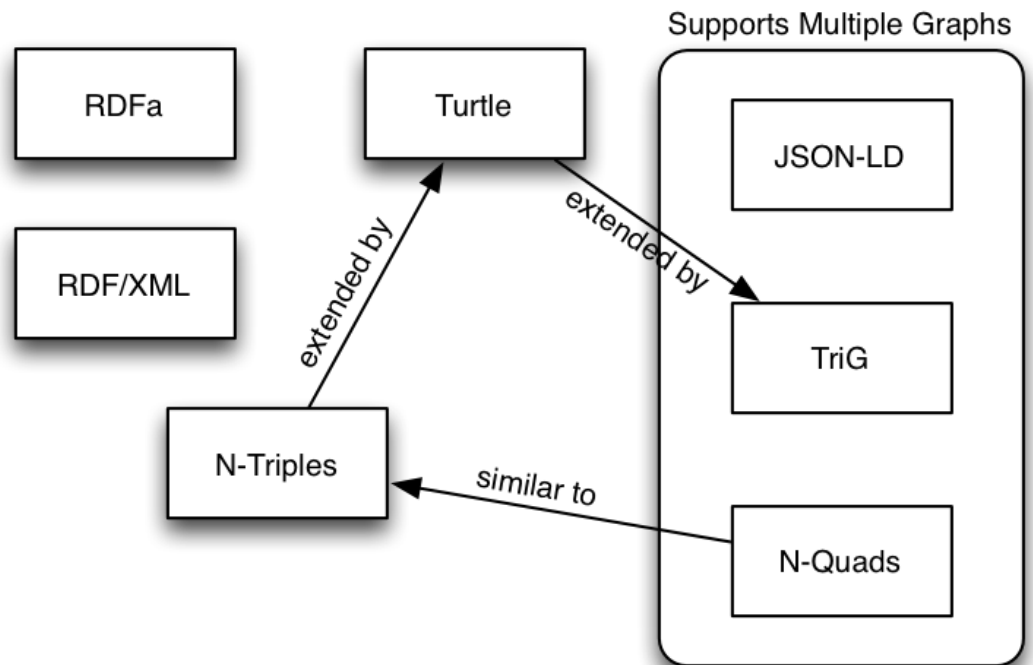 Supports Multiple Graphs
RDFa
Turtle
JSON-LD
extended by
RDF/XML
extended by
TriG
N-Triples
similar to
N-Quads